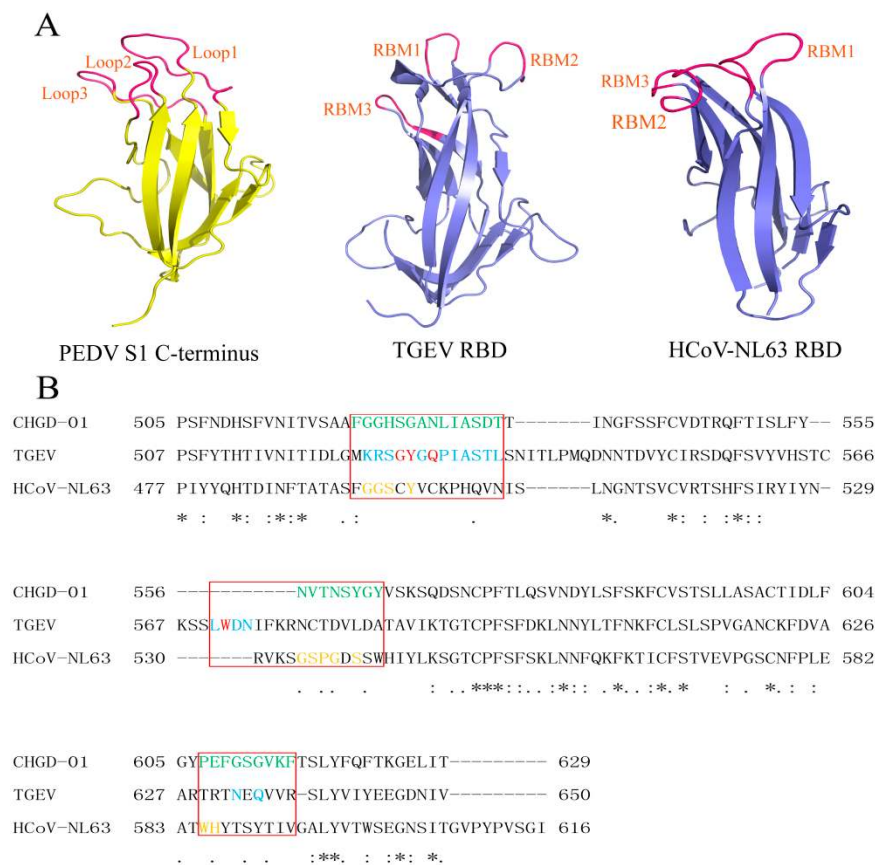 A
Loop1
Loop2
Loop3
RBM1
RBM2
RBM3
RBM1
RBM3
RBM2
PEDV S1 C-terminus TGEV RBD HCoV-NL63 RBD
B
CHGD-01 505 PSFNDHSFVNITVSAAFGGHSGANLIASDTT-------INGFSSFCVDTRQFTISLFY-- 555
TGEV 507 PSFYTHTIVNITIDLGMKRSGYGQPIASTLSNITLPMQDNNTDVYCIRSDQFSVYVHSTC 566
HCoV-NL63 477 PIYYQHTDINFTATASFGGSCYVCKPHQVNIS-------LNGNTSVCVRTSHFSIRYIYN- 529
* : :* :*:* .: . *. :* :* :*::
CHGD-01 556 -----------NVTNSYGYVSKSQDSNCPFTLQSVNDYLSFSKFCVSTSLLASACTIDLF 604
TGEV 567 KSSLWDNIFKRNCTDVLDATAVIKTGTCPFSFDKLNNYLTFNKFCLSLSPVGANCKFDVA 626
HCoV-NL63 530 -------RVKSGSPGDSSWHIYLKSGTCPFSFSKLNNFQKFKTICFSTVEVPGSCNFPLE 582
. . . : ..***::.:*:: .*..:*.* : . *.: :
CHGD-01 605 GYPEFGSGVKFTSLYFQFTKGELIT--------- 629
TGEV 627 ARTRTNEQVVR-SLYVIYEEGDNIV--------- 650
HCoV-NL63 583 ATWHYTSYTIVGALYVTWSEGNSITGVPYPVSGI 616
. . . . :**. : :*: *.